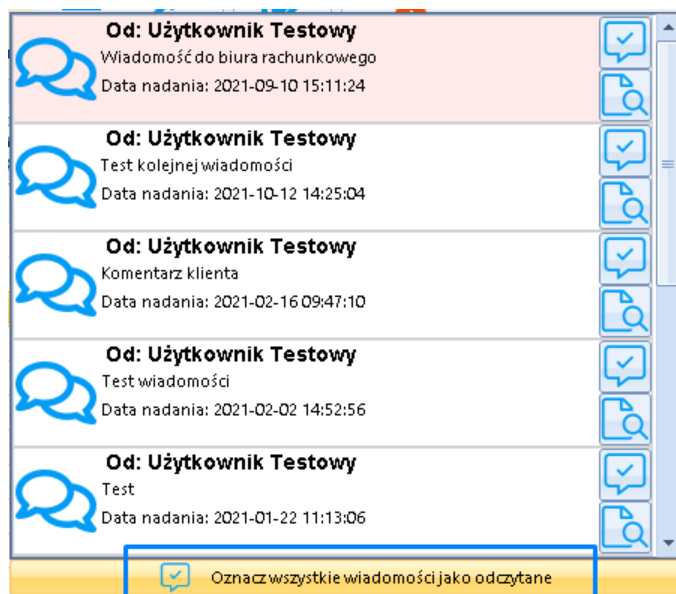 Od: Użytkownik Testowy
Wiadomość do biura rachunkowego
Data nadania: 2021-09-10 15:11:24
Od: Użytkownik Testowy
Test kolejnej wiadomości
Data nadania: 2021-10-12 14:25:04
Od: Użytkownik Testowy
Komentarz klienta
Data nadania: 2021-02-16 09:47:10
Od: Użytkownik Testowy
Test wiadomości
Data nadania: 2021-02-02 14:52:56
Od: Użytkownik Testowy
Test
Data nadania: 2021-01-22 11:13:06
Oznacz wszystkie wiadomości jako odczytane